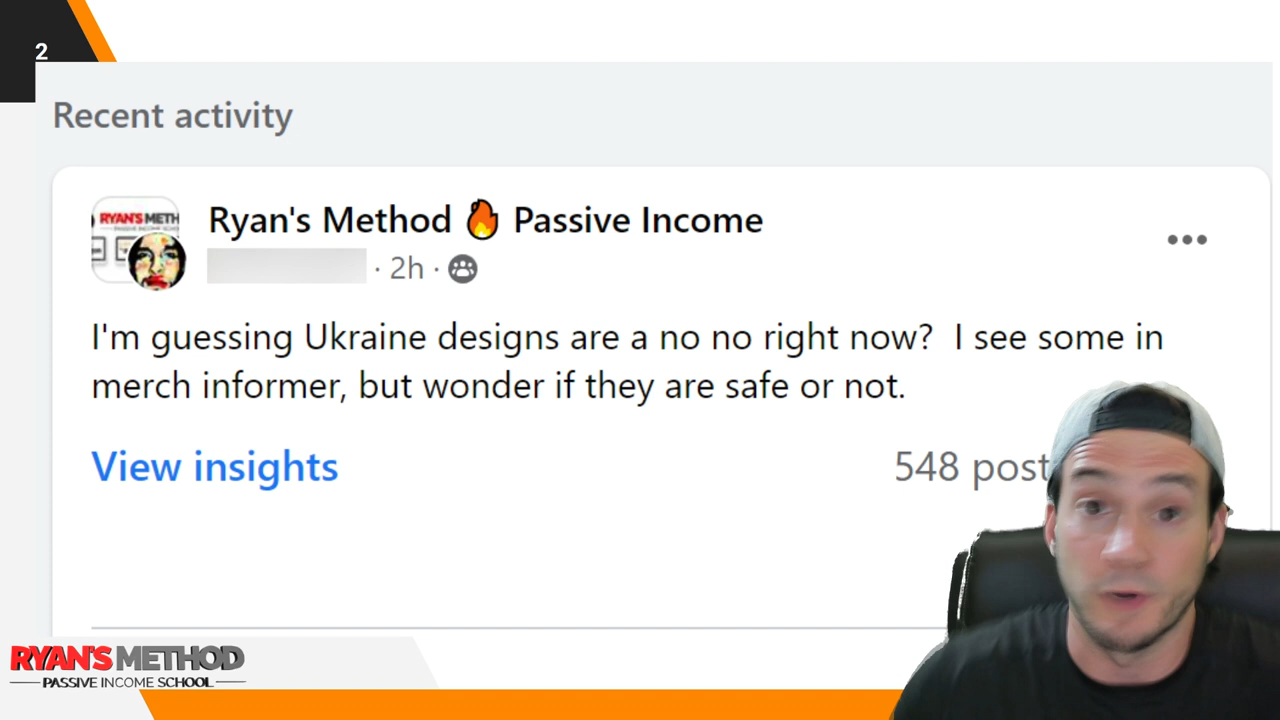 2
Recent activity
RYAN'S METH
Ryan's Method 🔥 Passive Income
· 2h ·
I'm guessing Ukraine designs are a no no right now?  I see some in
merch informer, but wonder if they are safe or not.
View insights
548 post
RYAN'S METHOD
PASSIVE INCOME SCHOOL